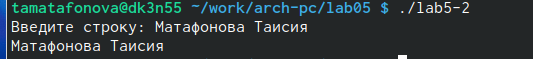 tamatafonova@dk3n55 ~/work/arch-pc/lab05 $ ./lab5-2
Введите строку: Матафонова Таисия
Матафонова Таисия